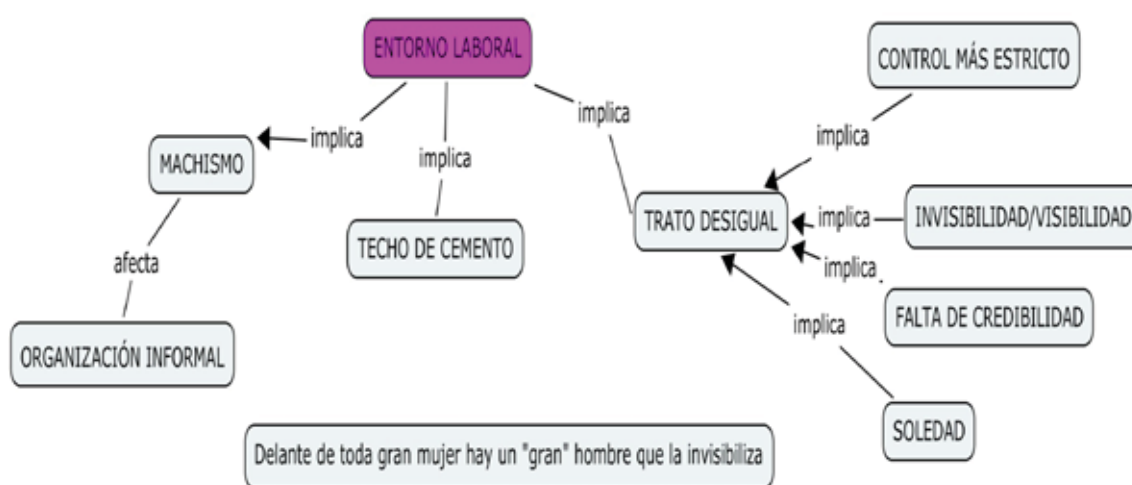 ENTORNO LABORAL
CONTROL MÁS ESTRICTO
implica
implica
implica
implica
MACHISMO
TRATO DESIGUAL
implica
INVISIBILIDAD/VISIBILIDAD
TECHO DE CEMENTO
afecta
implica
FALTA DE CREDIBILIDAD
implica
ORGANIZACIÓN INFORMAL
SOLEDAD
Delante de toda gran mujer hay un "gran" hombre que la invisibiliza